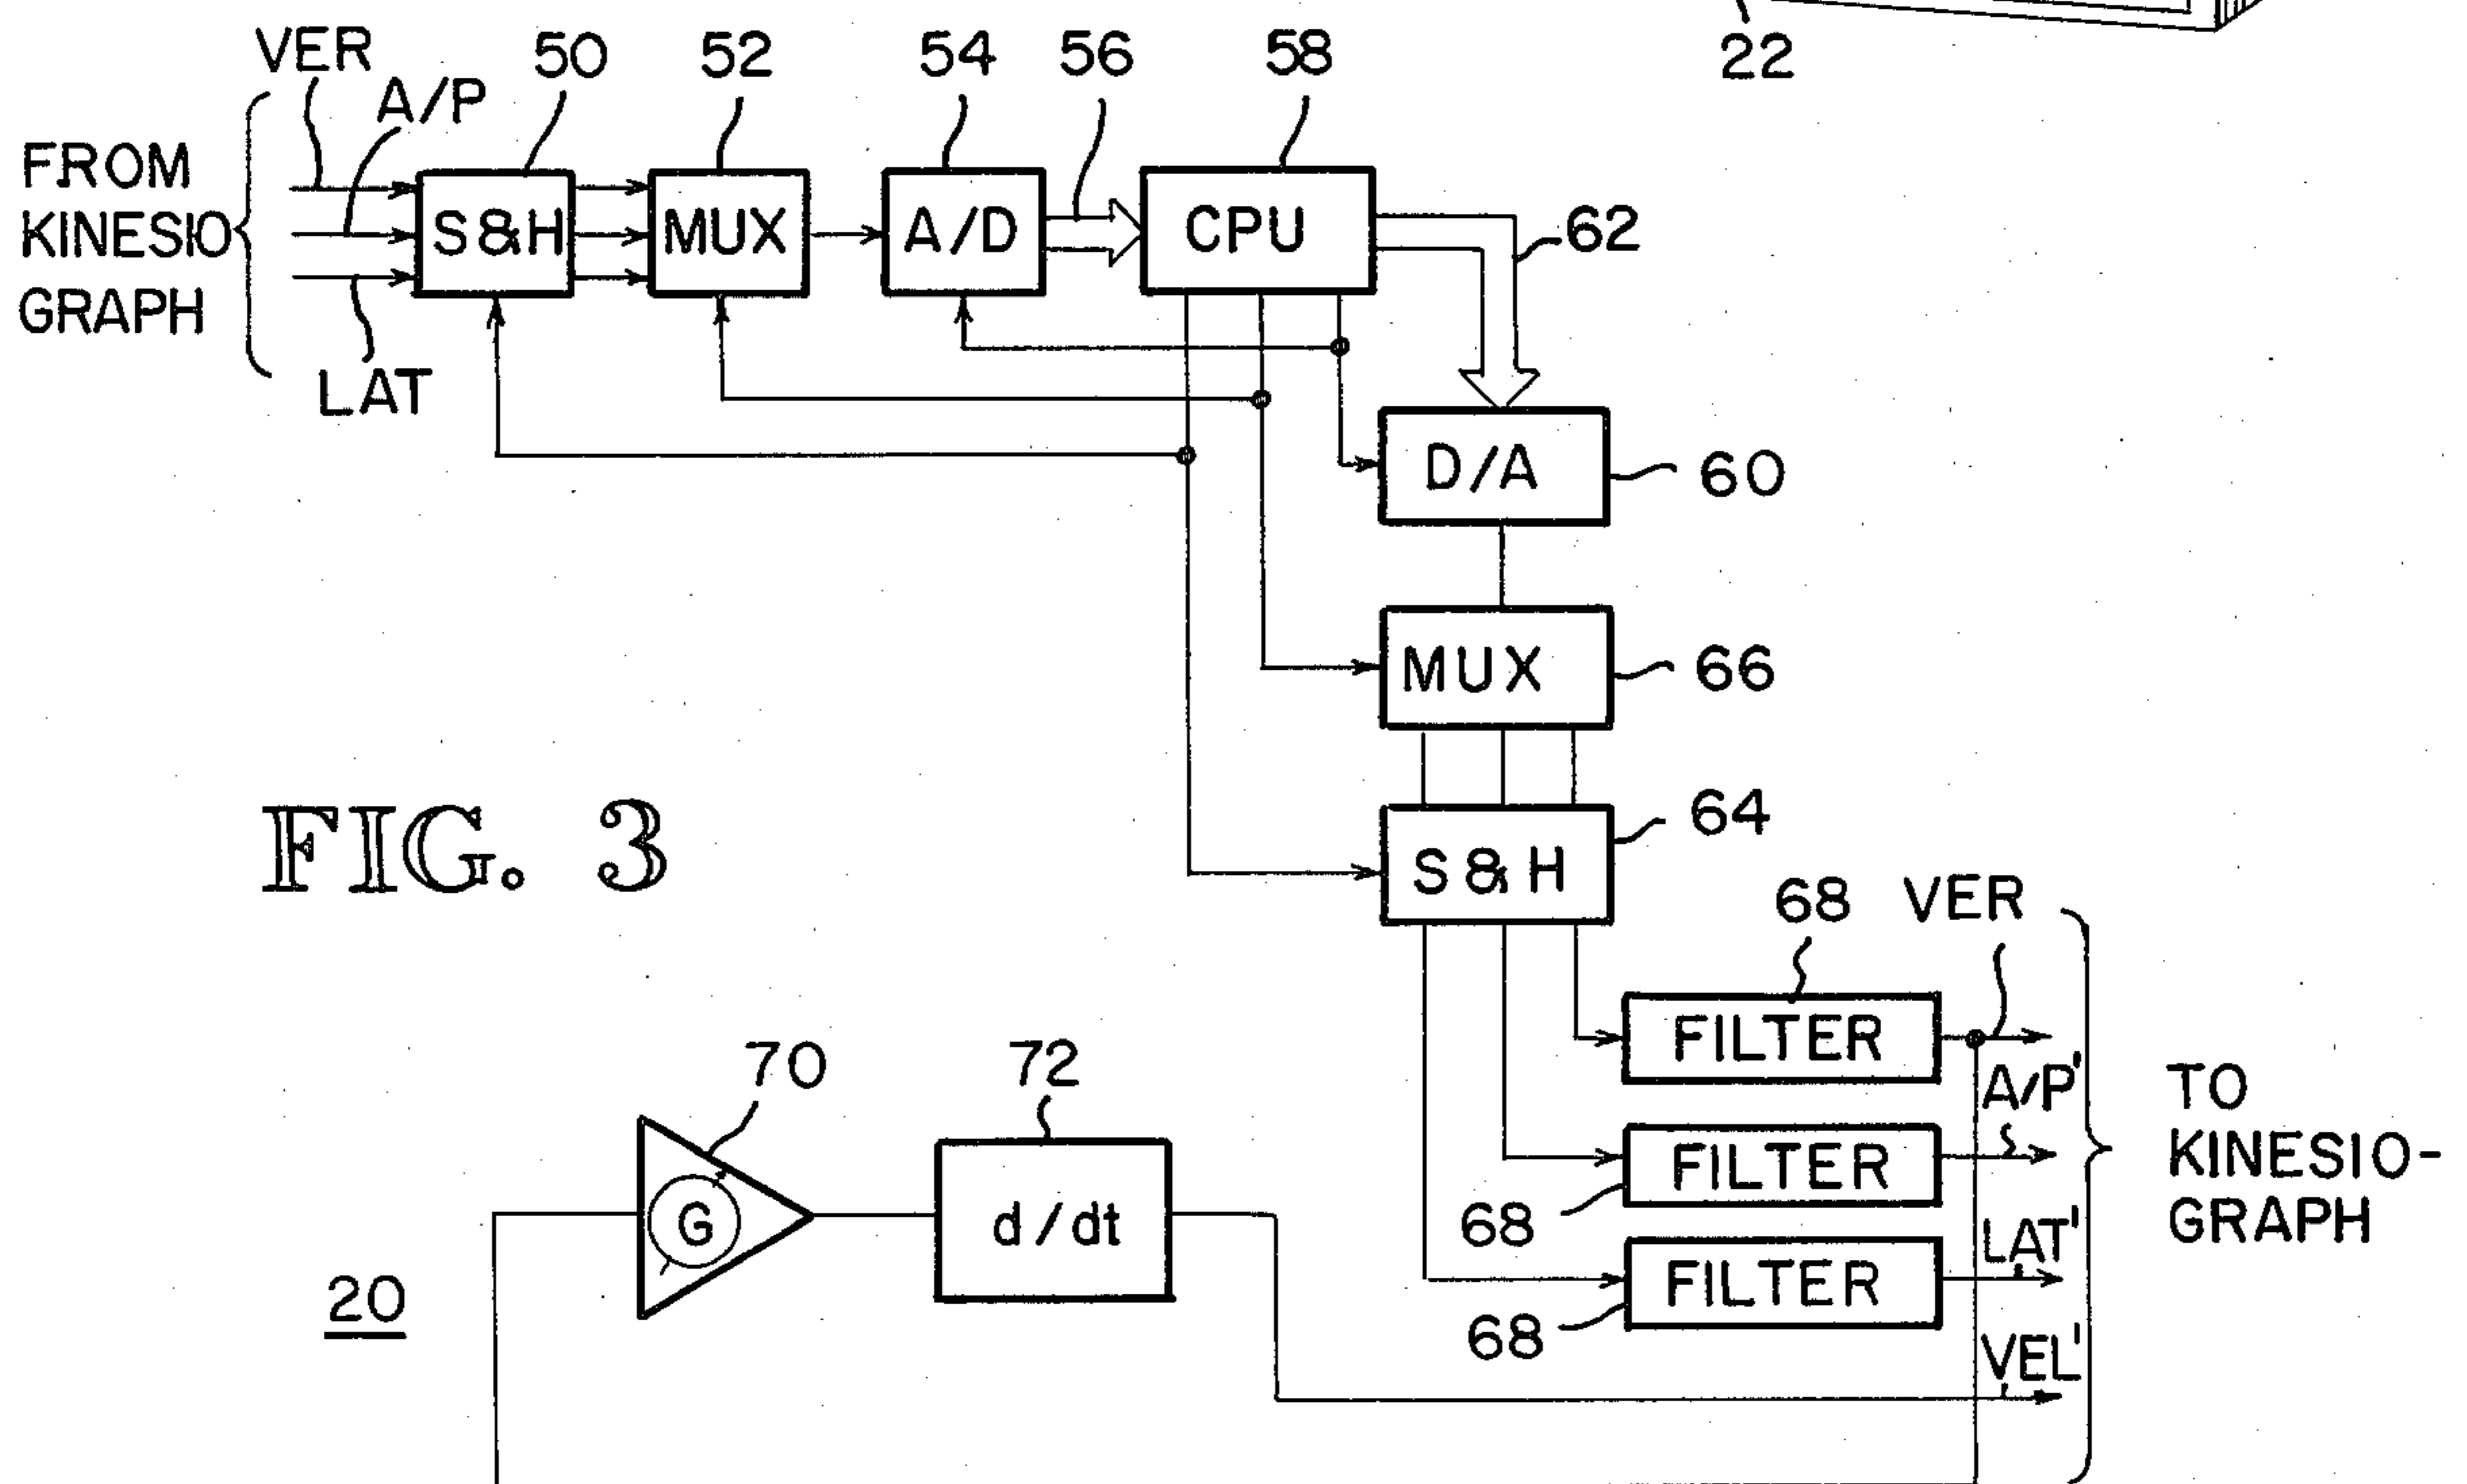 22
VER
50
52
54
56
58
A/P
FROM
KINESIO
GRAPH
S&H
MUX
A/D
CPU
62
LAT
D/A
60
MUX
66
FIG. 3
64
S&H
68
VER
FILTER
A/P'
70
72
TO
KINESIO-
GRAPH
FILTER
68
G
d/dt
LAT'
FILTER
20
68
VEL'